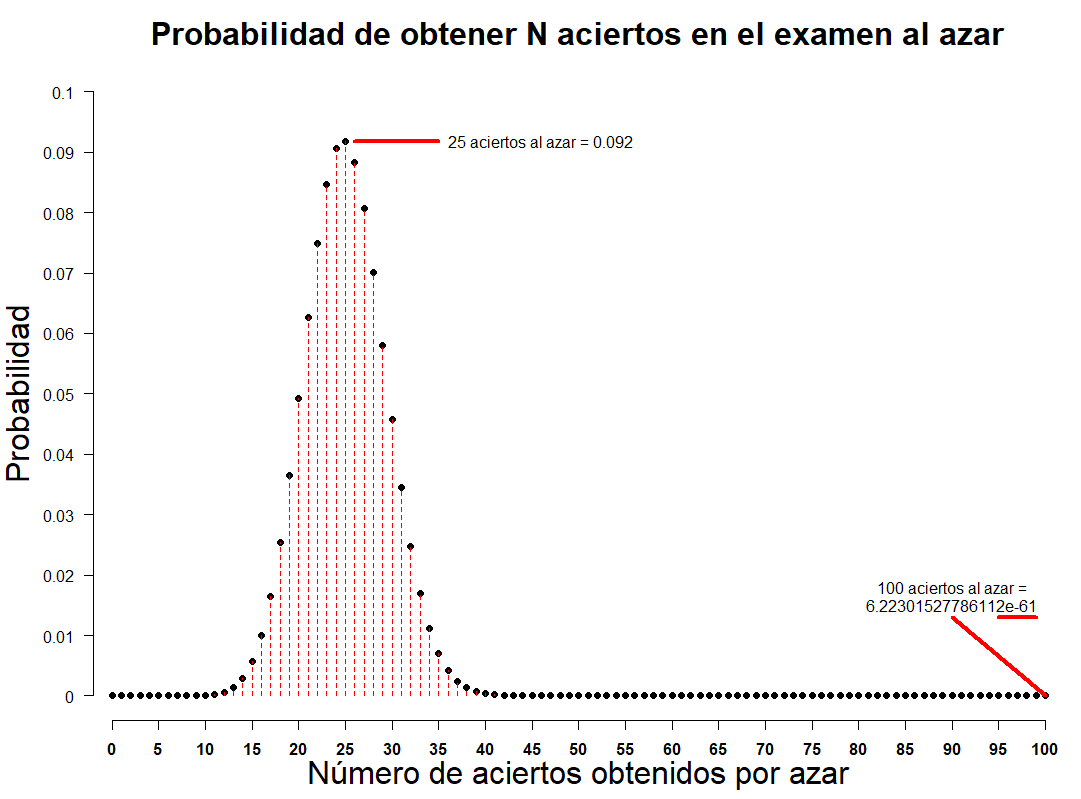 Probabilidad de obtener N aciertos en el examen al azar
0.1
25 aciertos al azar = 0.092
0.09
0.08
0.07
0.06
0.05
0.04
0.03
0.02
0.01
0
Probabilidad
100 aciertos al azar =
6.22301527786112e-61
0 5 10 15 20 25 30 35 40 45 50 55 60 65 70 75 80 85 90 95 100
Número de aciertos obtenidos por azar